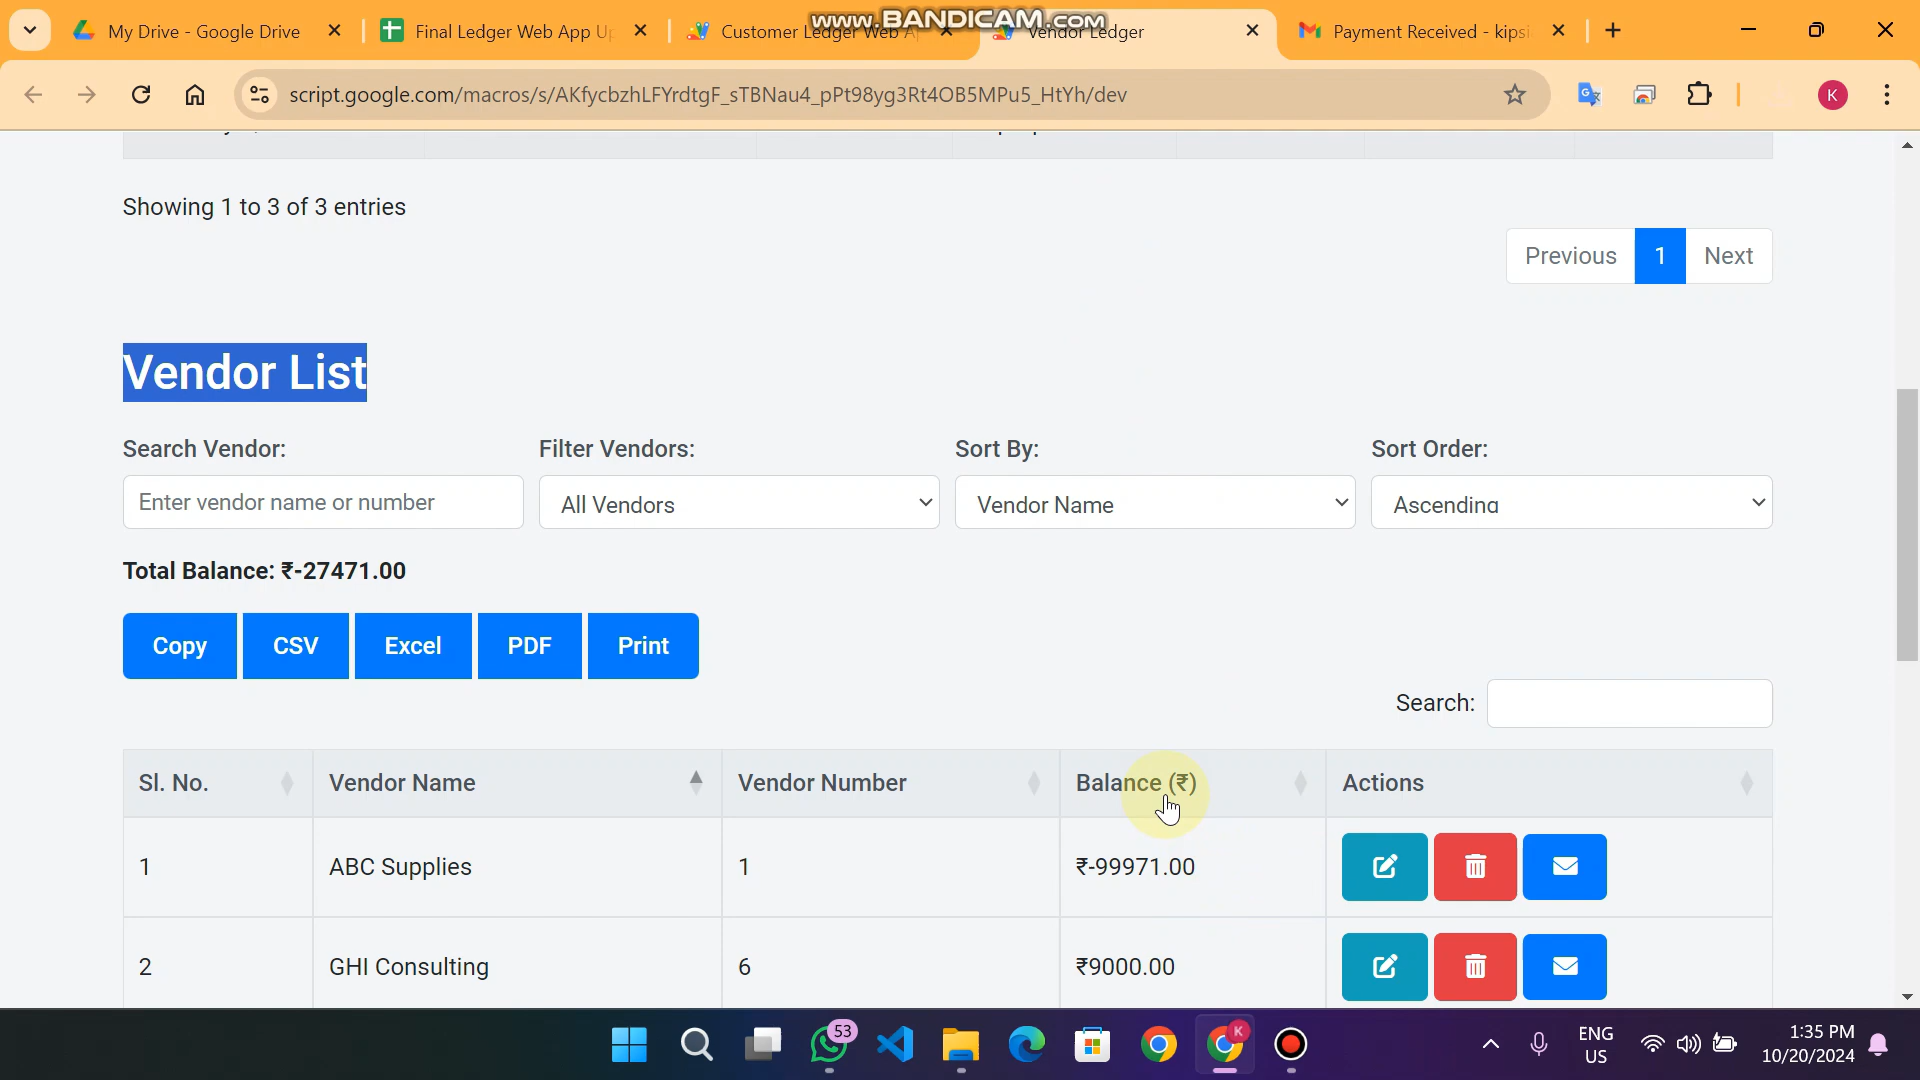 www.BANDICAM.com
My Drive - Google Drive
Final Ledger Web App Up
Customer Ledger Web A
Vendor Ledger
Payment Received - kipsi
script.google.com/macros/s/AKfycbzhLFYrdtgF_sTBNau4_pPt98yg3Rt4OB5MPu5_HtYh/dev
K
Showing 1 to 3 of 3 entries
Previous 1 Next
Vendor List
Search Vendor: Filter Vendors: Sort By: Sort Order:
Enter vendor name or number All Vendors Vendor Name Ascending
Total Balance: ₹-27471.00
Copy CSV Excel PDF Print
Search:
Sl. No. Vendor Name Vendor Number Balance (₹) Actions
1 ABC Supplies 1 ₹-99971.00
2 GHI Consulting 6 ₹9000.00
53
K
ENG
US
1:35 PM
10/20/2024